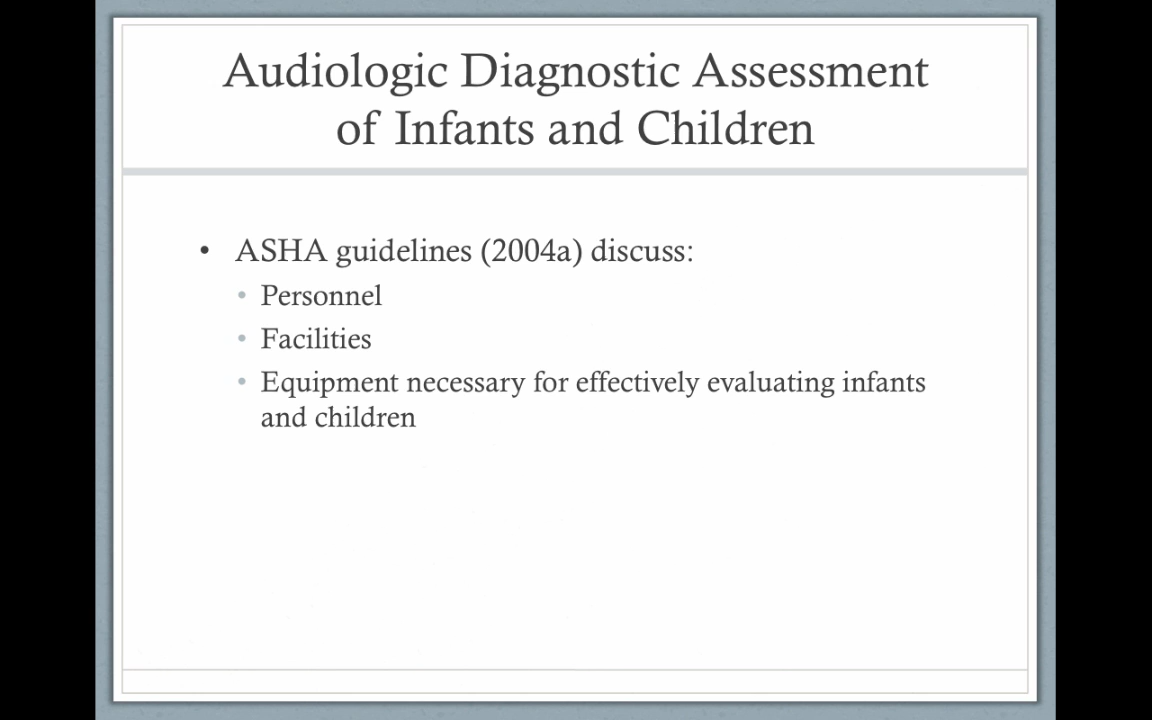 Audiologic Diagnostic Assessment
of Infants and Children
• ASHA guidelines (2004a) discuss:
• Personnel
• Facilities
• Equipment necessary for effectively evaluating infants
and children